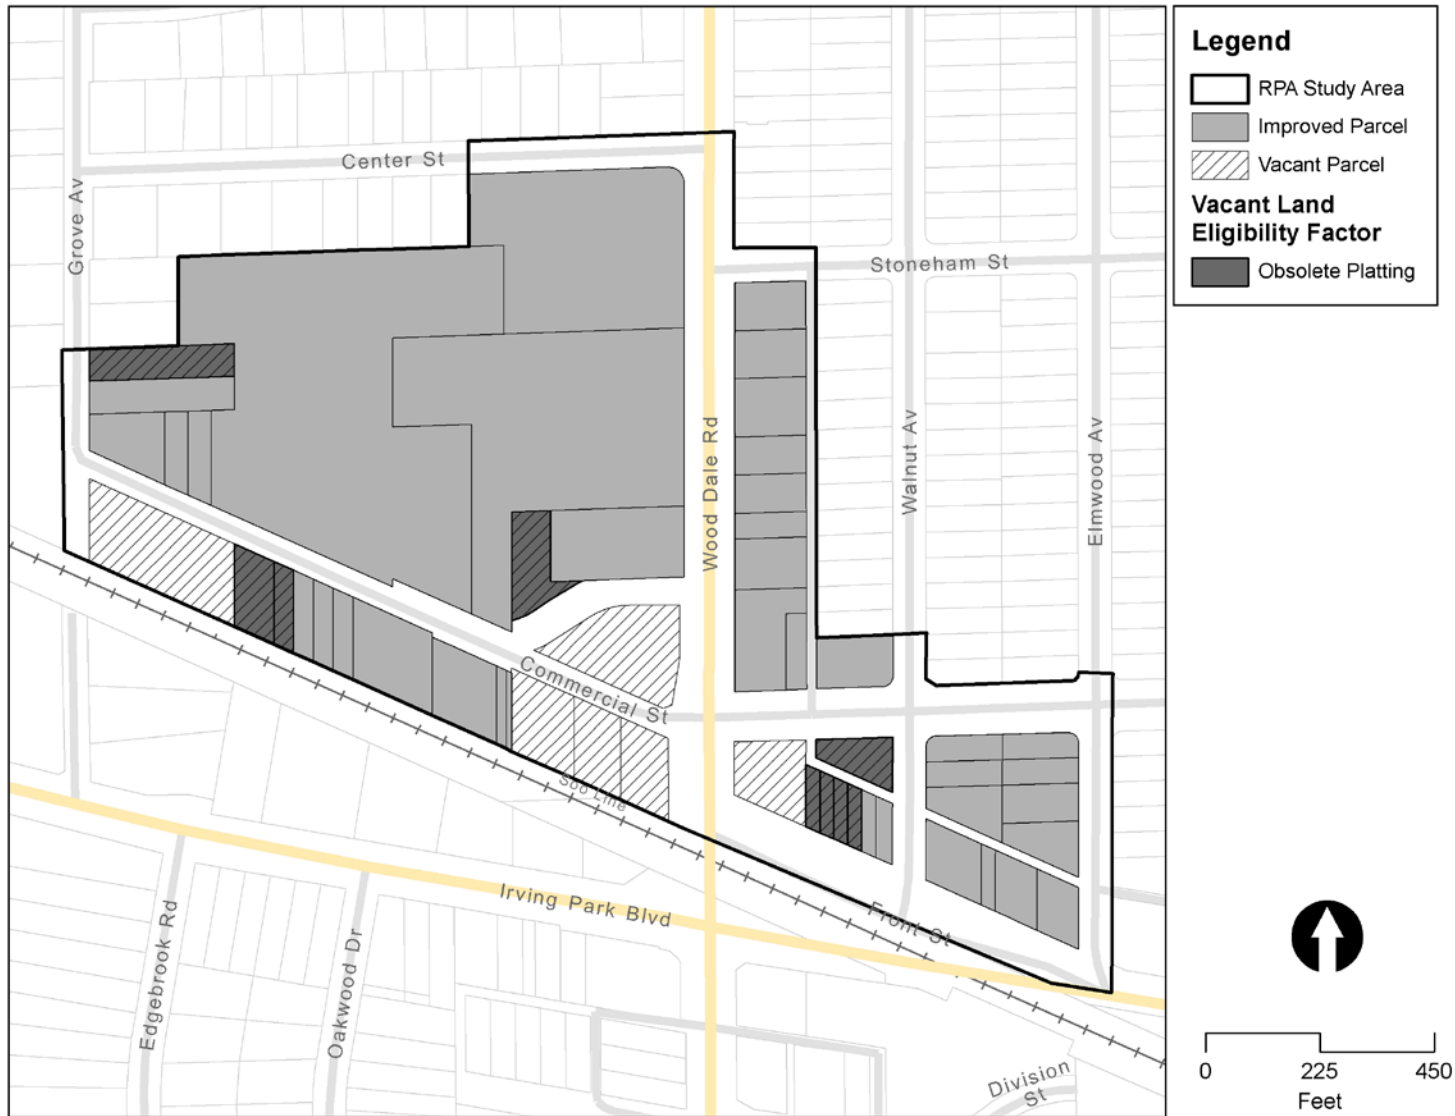 Legend
RPA Study Area
Improved Parcel
Vacant Parcel
Vacant Land
Eligibility Factor
Obsolete Platting
Center St
Grove Av
Stoneham St
Wood Dale Rd
Walnut Av
Elmwood Av
Commercial St
Soo Line
Irving Park Blvd
Front St
Edgebrook Rd
Oakwood Dr
Division
St
0 225 450
Feet